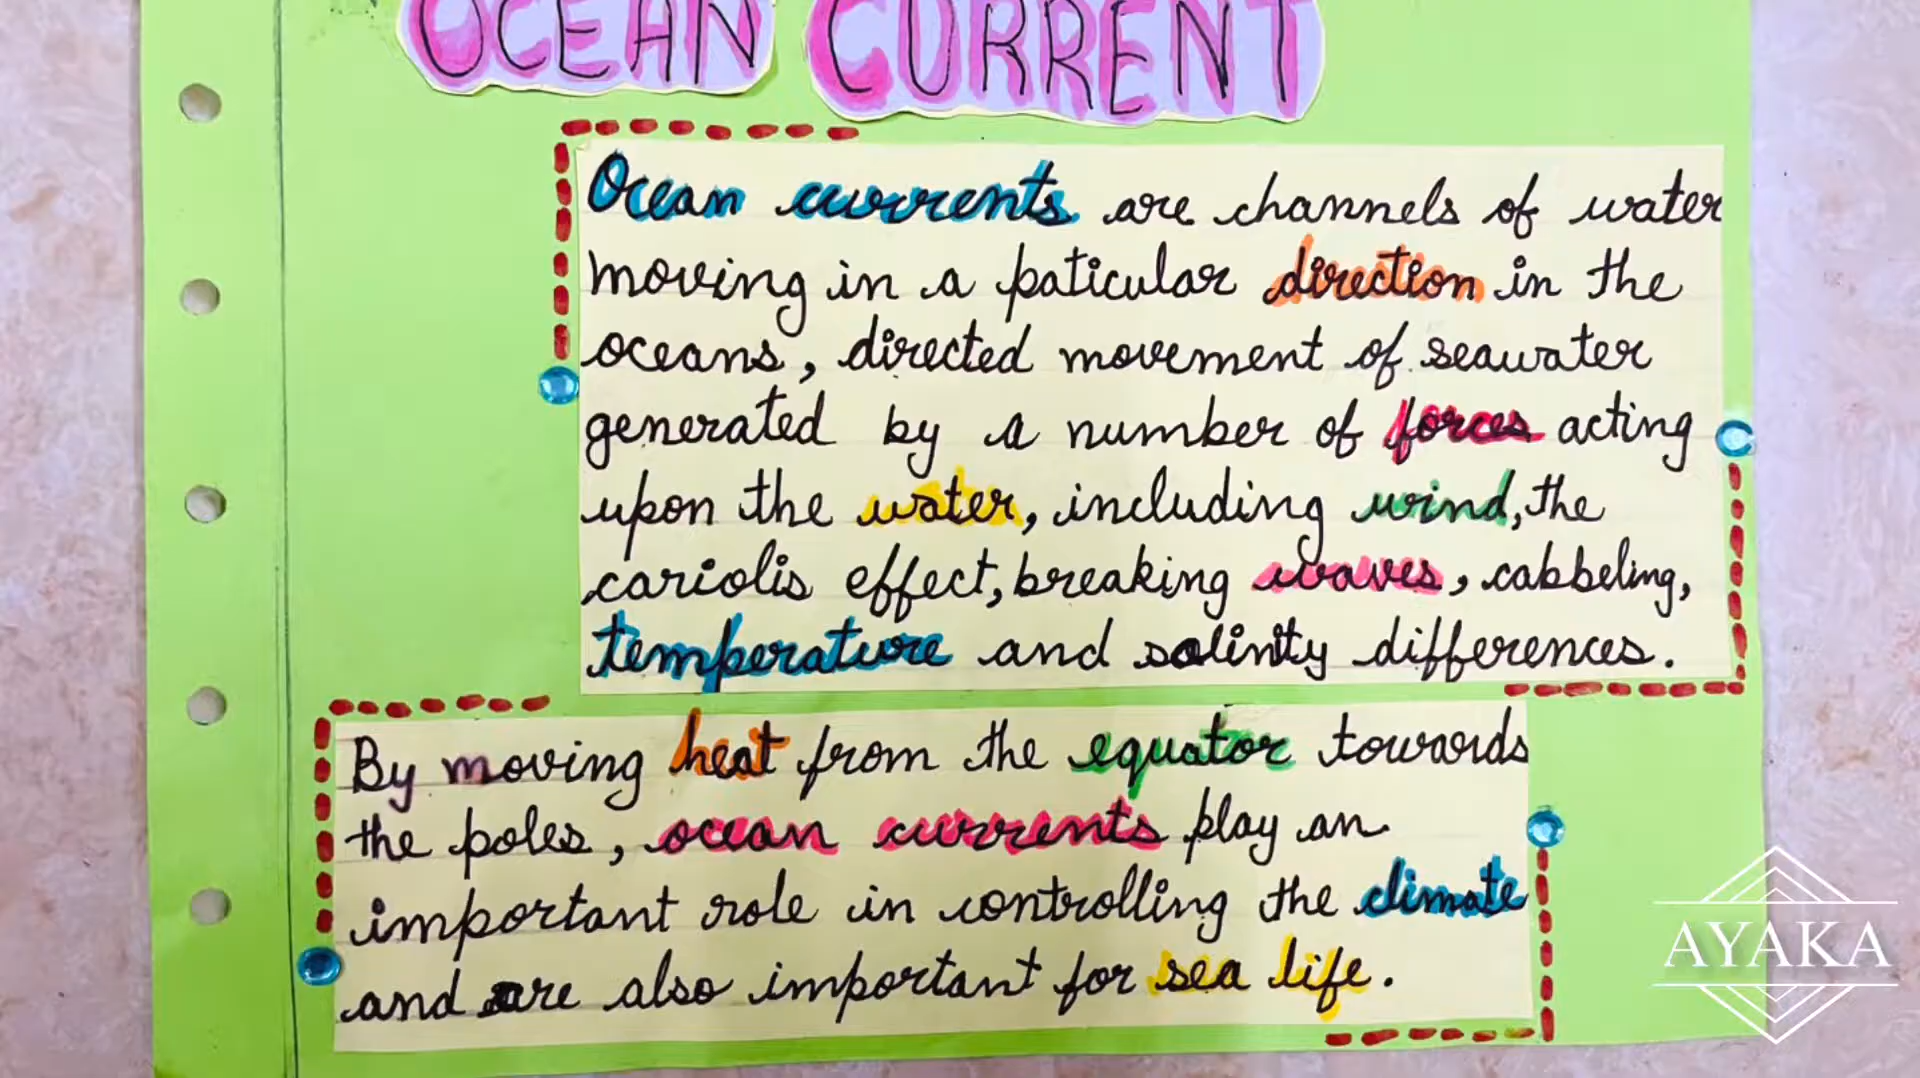 OCEAN CURRENT
Ocean currents are channels of water
moving in a paticular direction in the
oceans, directed movement of seawater
generated by a number of forces acting
upon the water, including wind, the
cariolis effect, breaking waves, cabbeling,
temperature and salinity differences.
By moving heat from the equator towards
the poles, ocean currents play an
important role in controlling the climate
and are also important for sea life.
AYAKA